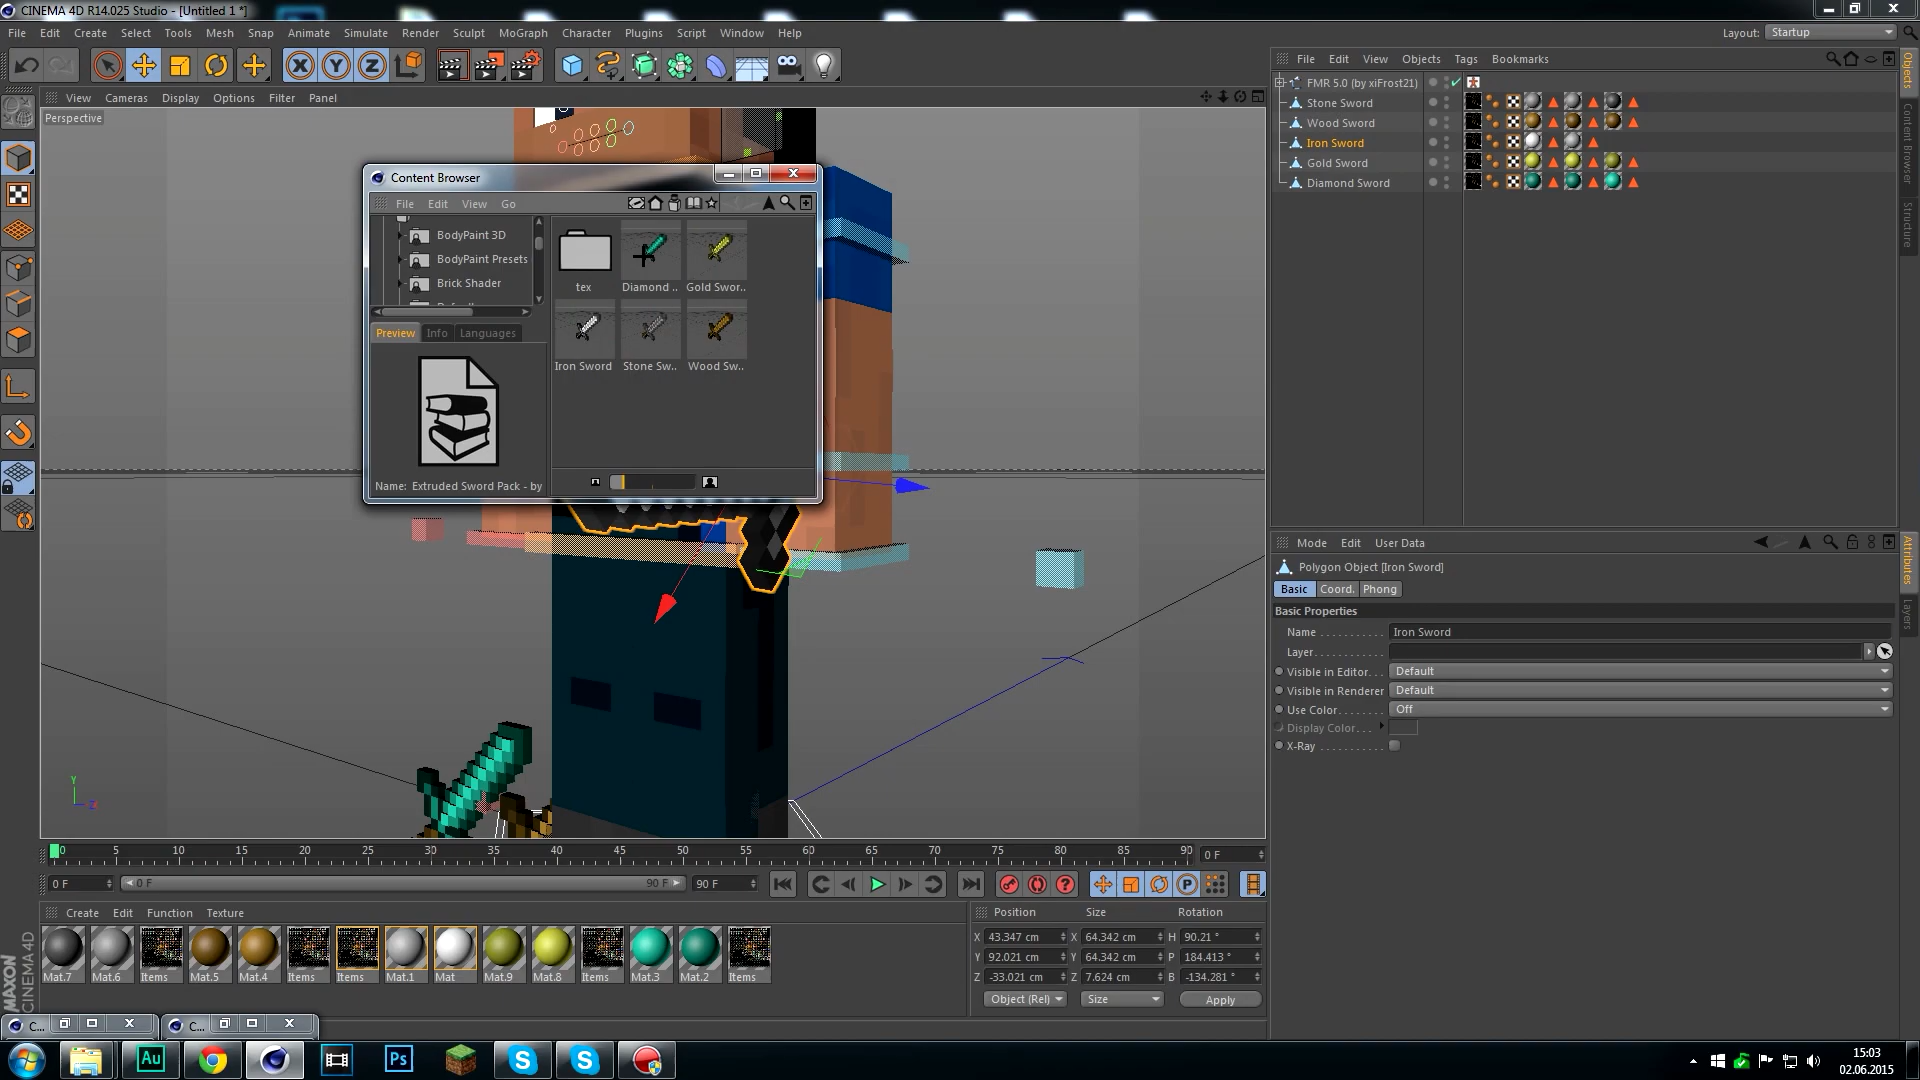 CINEMA 4D R14.025 Studio - [Untitled 1 *]
File Edit Create Select Tools Mesh Snap Animate Simulate Render Sculpt MoGraph Character Plugins Script Window Help
Layout: Startup
View Cameras Display Options Filter Panel
Perspective
File Edit View Objects Tags Bookmarks
FMR 5.0 (by xiFrost21)
Stone Sword
Wood Sword
Iron Sword
Gold Sword
Diamond Sword
Objects
Content Browser
Structure
Content Browser
File Edit View Go
BodyPaint 3D
BodyPaint Presets
Brick Shader
tex
Diamond ..
Gold Swor..
Iron Sword
Stone Sw..
Wood Sw..
Preview Info Languages
Name: Extruded Sword Pack - by
Mode Edit User Data
Polygon Object [Iron Sword]
Basic Coord. Phong
Basic Properties
Name Iron Sword
Layer
Visible in Editor Default
Visible in Renderer Default
Use Color Off
Display Color
X-Ray
Attributes
Layers
Y
Z
0 5 10 15 20 25 30 35 40 45 50 55 60 65 70 75 80 85 90
0 F
0 F 0 F 90 F 90 F
Create Edit Function Texture
Mat.7 Mat.6 Items Mat.5 Mat.4 Items Items Mat.1 Mat Mat.9 Mat.8 Items Mat.3 Mat.2 Items
Position Size Rotation
X 43.347 cm X 64.342 cm H 90.21 °
Y 92.021 cm Y 64.342 cm P 184.413 °
Z -33.021 cm Z 7.624 cm B -134.281 °
Object (Rel) Size Apply
MAXON
CINEMA 4D
C... C...
Au Ps
15:03
02.06.2015